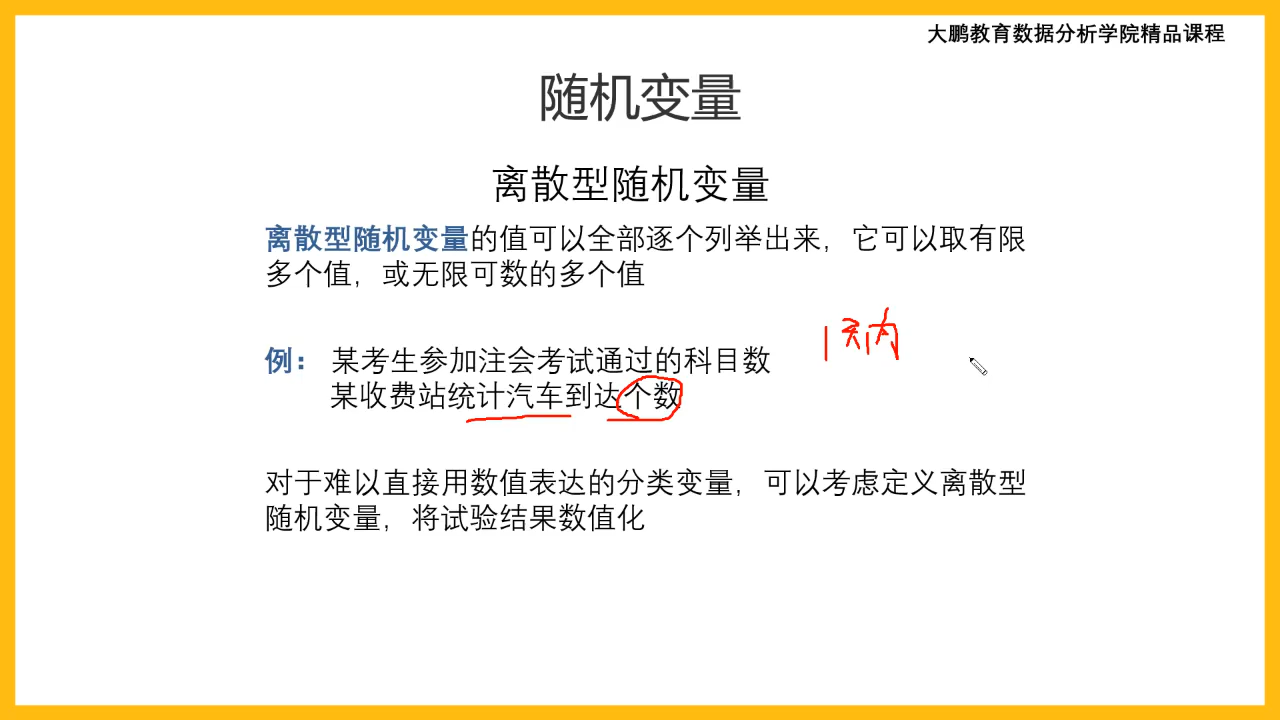 大鹏教育数据分析学院精品课程
随机变量
离散型随机变量
离散型随机变量的值可以全部逐个列举出来，它可以取有限
多个值，或无限可数的多个值
1天内
例： 某考生参加注会考试通过的科目数
某收费站统计汽车到达个数
对于难以直接用数值表达的分类变量，可以考虑定义离散型
随机变量，将试验结果数值化